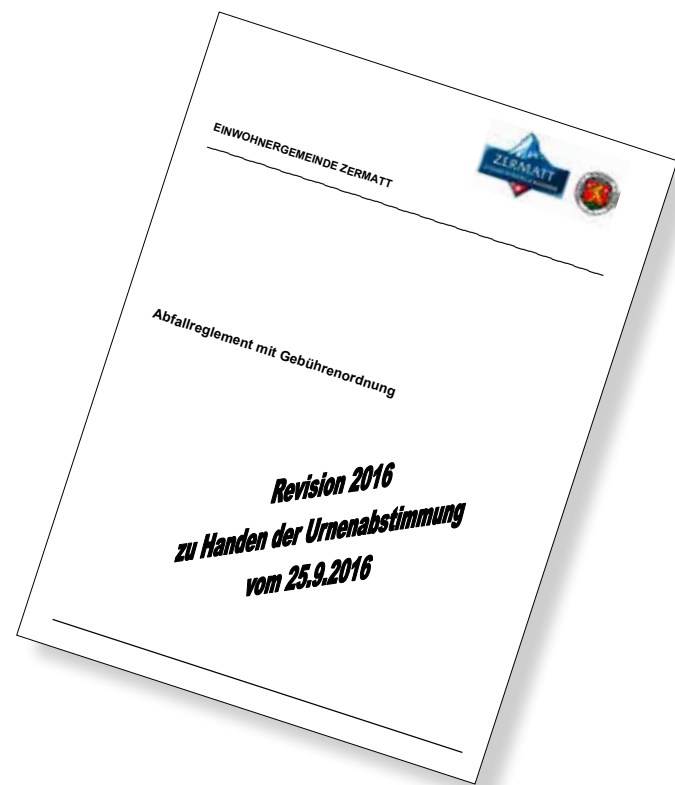 EINWOHNERGEMEINDE ZERMATT
ZERMATT
Abfallreglement mit Gebührenordnung
Revision 2016
zu Handen der Urnenabstimmung
vom 25.9.2016